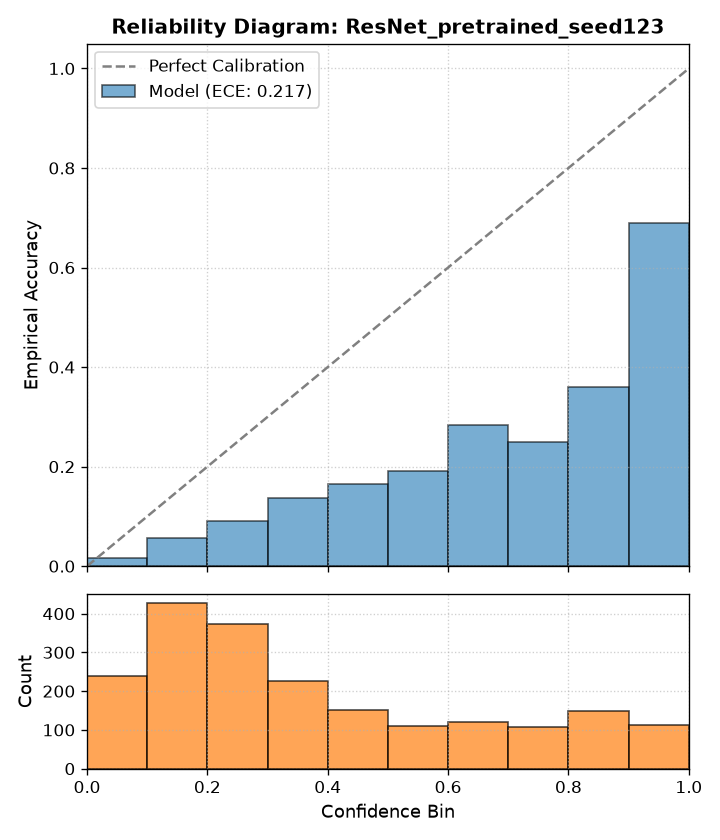 Reliability Diagram: ResNet_pretrained_seed123
Perfect Calibration
Model (ECE: 0.217)
1.0
0.8
0.6
0.4
0.2
0.0
Empirical Accuracy
400
300
200
100
0
Count
0.0 0.2 0.4 0.6 0.8 1.0
Confidence Bin